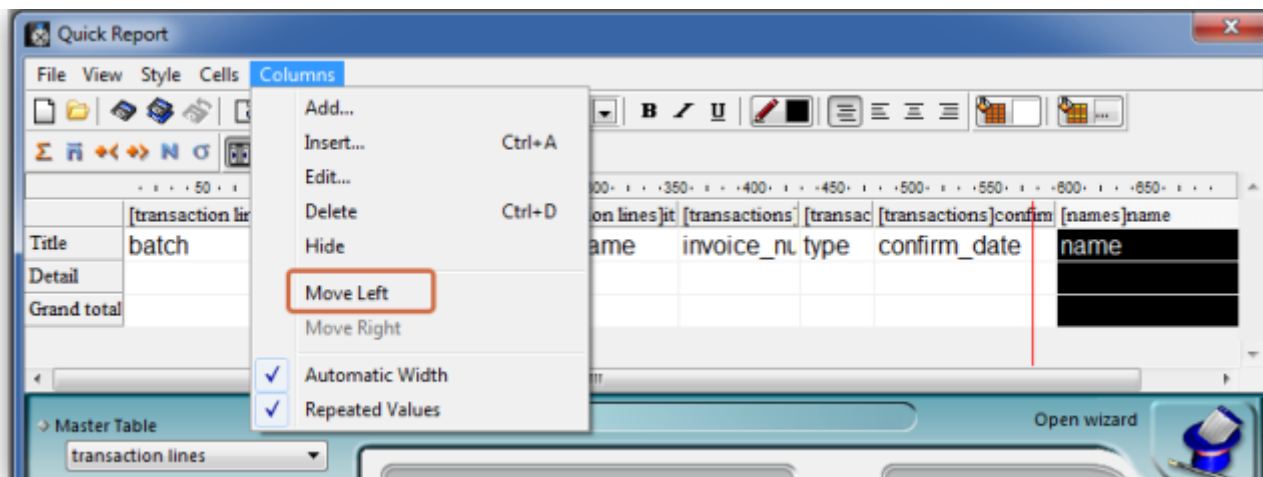 Quick Report
File View Style Cells Columns
B I U
Σ N σ
Add...
Insert... Ctrl+A
Edit...
Delete Ctrl+D
Hide
Move Left
Move Right
Automatic Width
Repeated Values
50 350 400 450 500 550 600 650
[transaction lines]it [transactions] [transac [transactions]confirm [names]name
Title batch ame invoice_nu type confirm_date name
Detail
Grand total
Master Table
Open wizard
transaction lines